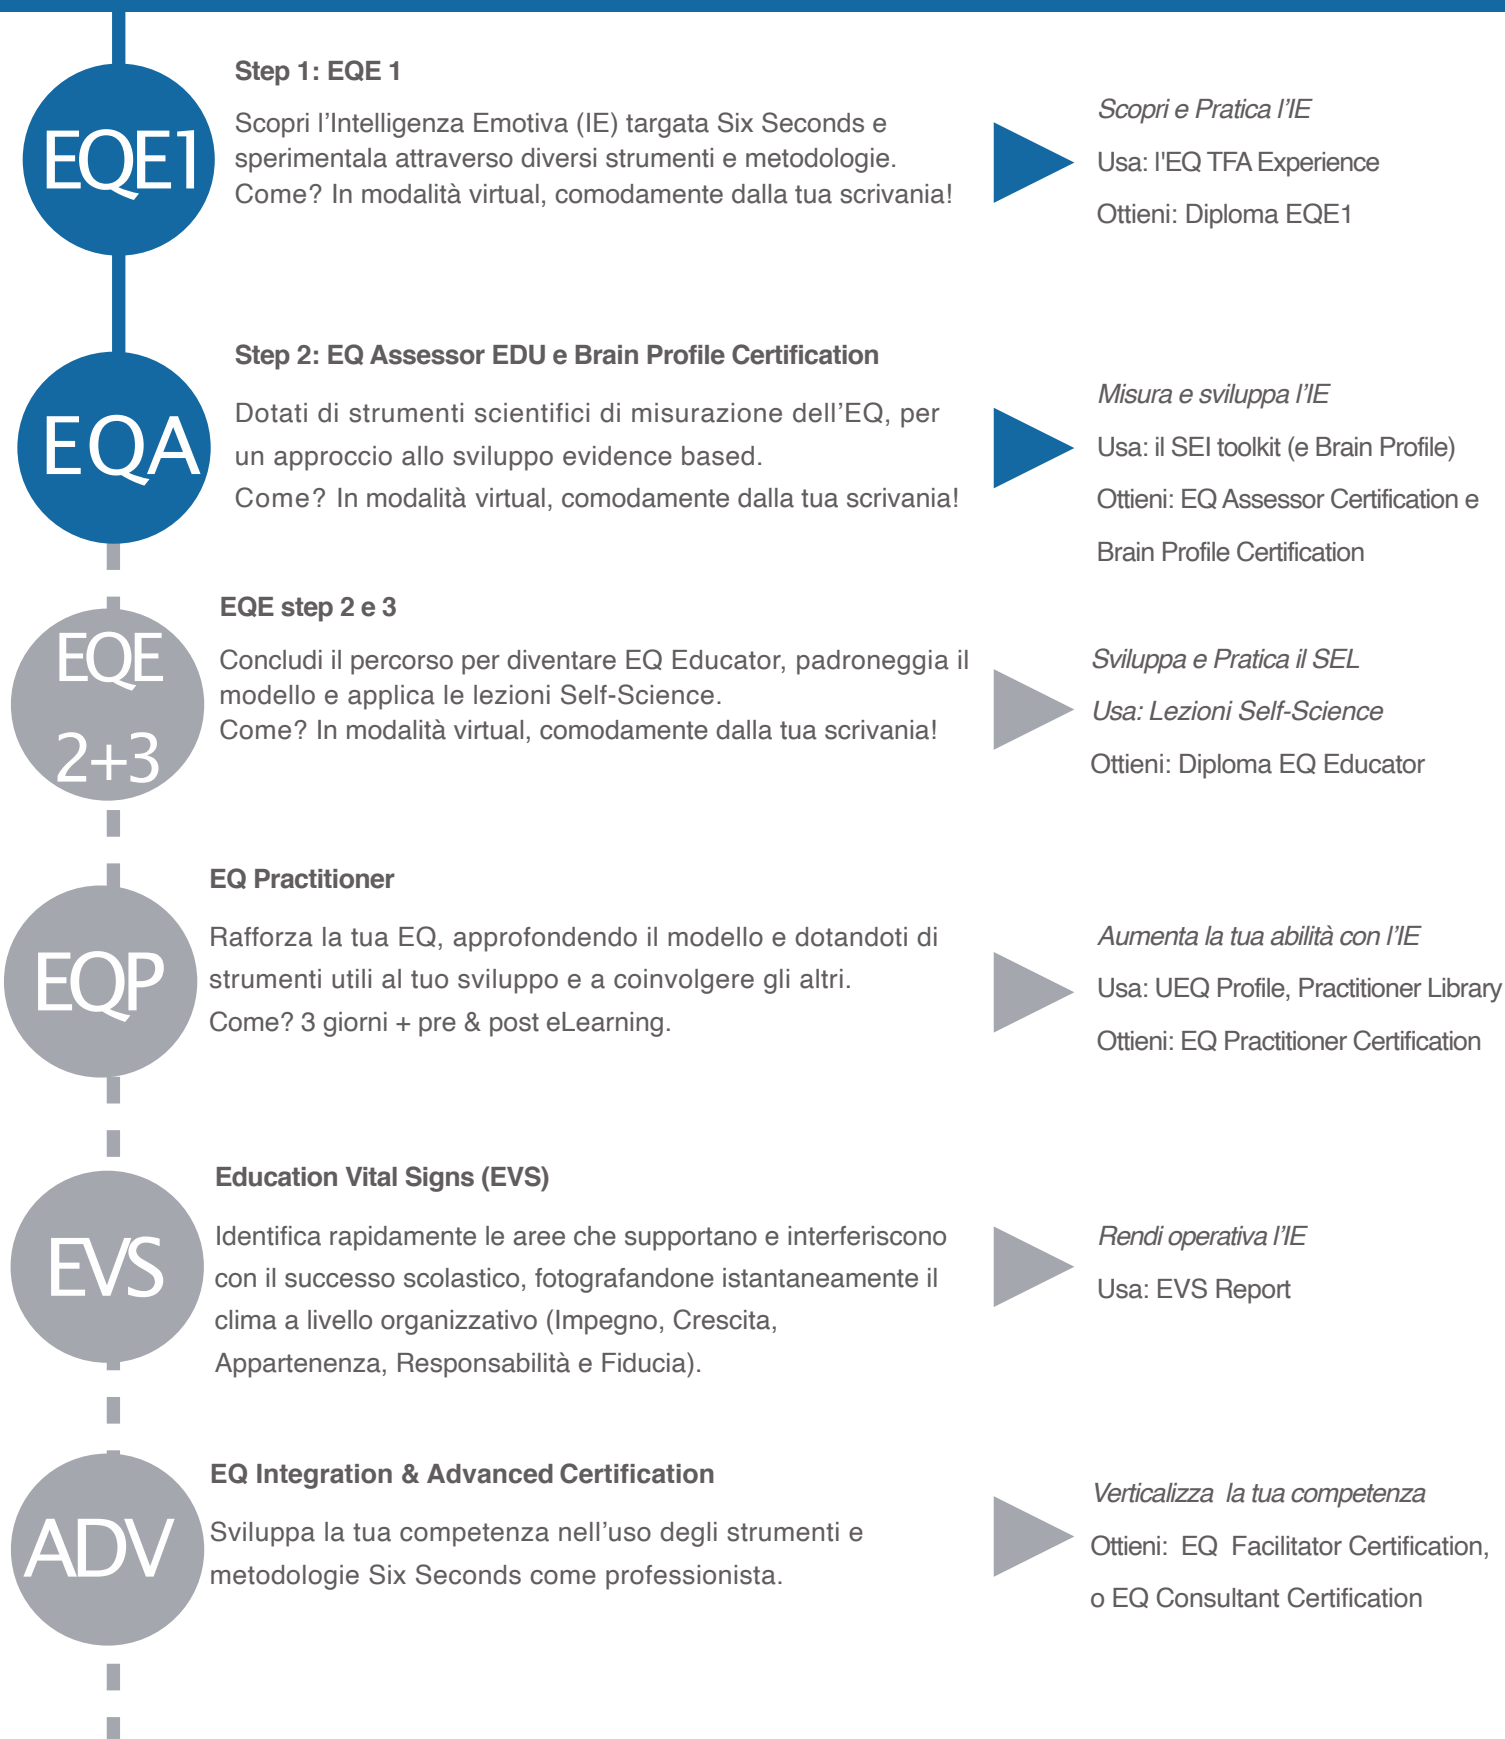 EQE1
Step 1: EQE 1
Scopri l’Intelligenza Emotiva (IE) targata Six Seconds e
sperimentala attraverso diversi strumenti e metodologie.
Come? In modalità virtual, comodamente dalla tua scrivania!
Scopri e Pratica l’IE
Usa: l'EQ TFA Experience
Ottieni: Diploma EQE1
EQA
Step 2: EQ Assessor EDU e Brain Profile Certification
Dotati di strumenti scientifici di misurazione dell’EQ, per
un approccio allo sviluppo evidence based.
Come? In modalità virtual, comodamente dalla tua scrivania!
Misura e sviluppa l’IE
Usa: il SEI toolkit (e Brain Profile)
Ottieni: EQ Assessor Certification e
Brain Profile Certification
EQE
2+3
EQE step 2 e 3
Concludi il percorso per diventare EQ Educator, padroneggia il
modello e applica le lezioni Self-Science.
Come? In modalità virtual, comodamente dalla tua scrivania!
Sviluppa e Pratica il SEL
Usa: Lezioni Self-Science
Ottieni: Diploma EQ Educator
EQP
EQ Practitioner
Rafforza la tua EQ, approfondendo il modello e dotandoti di
strumenti utili al tuo sviluppo e a coinvolgere gli altri.
Come? 3 giorni + pre & post eLearning.
Aumenta la tua abilità con l’IE
Usa: UEQ Profile, Practitioner Library
Ottieni: EQ Practitioner Certification
EVS
Education Vital Signs (EVS)
Identifica rapidamente le aree che supportano e interferiscono
con il successo scolastico, fotografandone istantaneamente il
clima a livello organizzativo (Impegno, Crescita,
Appartenenza, Responsabilità e Fiducia).
Rendi operativa l’IE
Usa: EVS Report
ADV
EQ Integration & Advanced Certification
Sviluppa la tua competenza nell’uso degli strumenti e
metodologie Six Seconds come professionista.
Verticalizza la tua competenza
Ottieni: EQ Facilitator Certification,
o EQ Consultant Certification